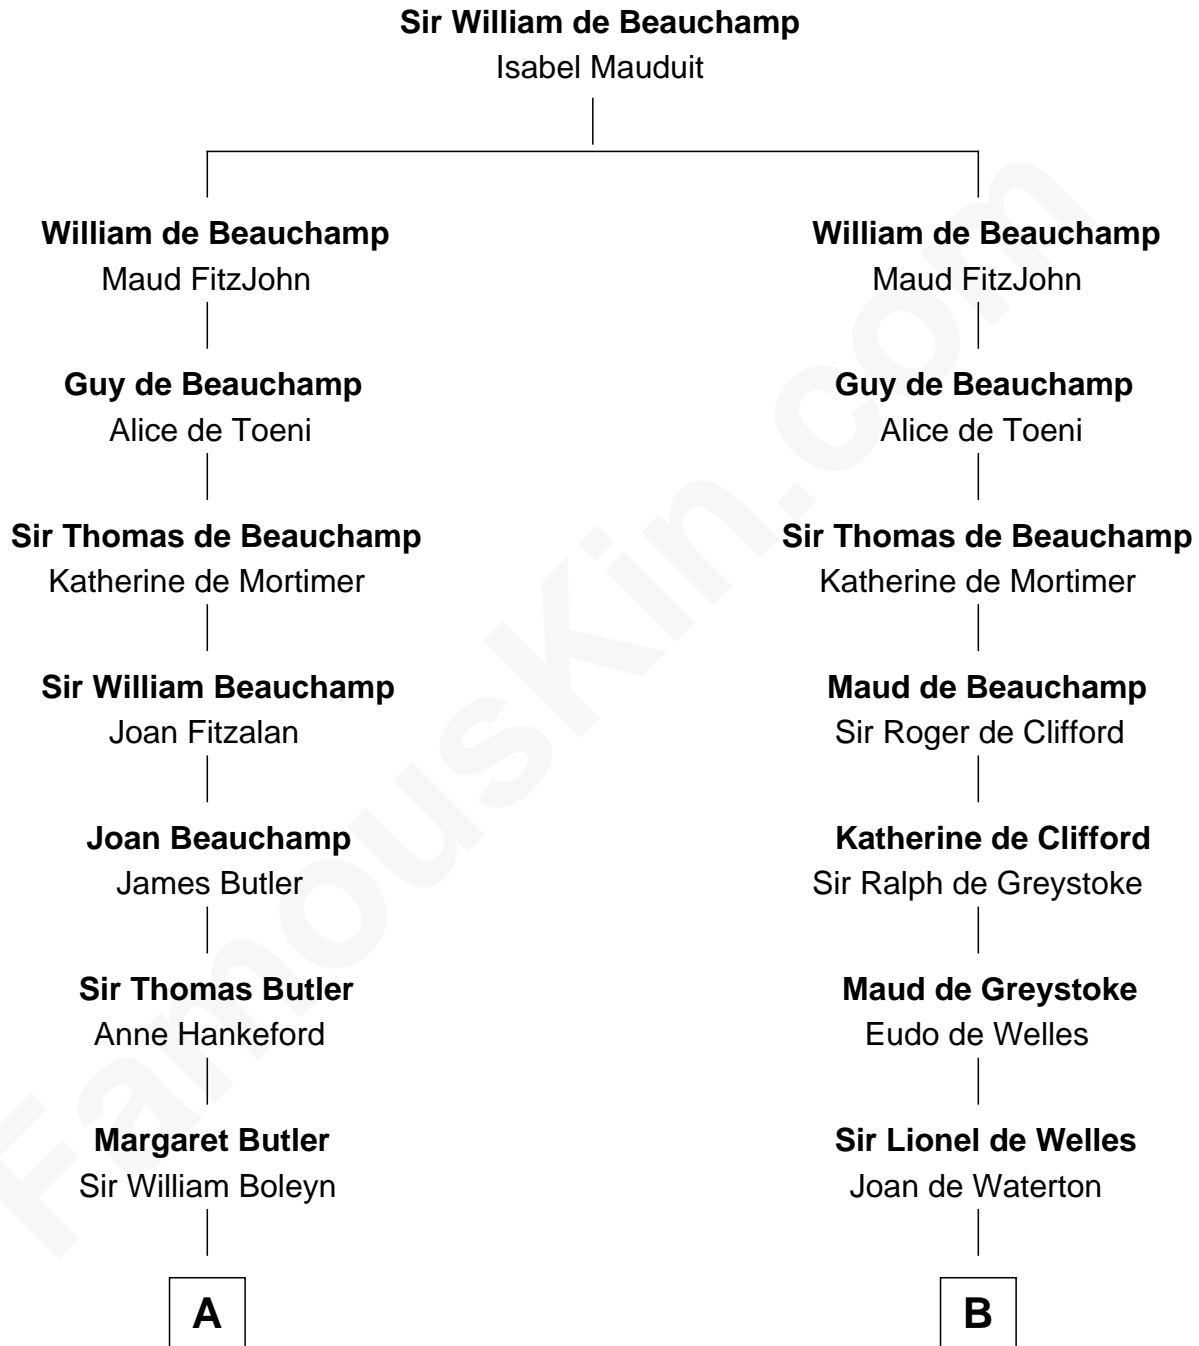 Sir William de Beauchamp
Isabel Mauduit
William de Beauchamp
Maud FitzJohn
Guy de Beauchamp
Alice de Toeni
Sir Thomas de Beauchamp
Katherine de Mortimer
Sir William Beauchamp
Joan Fitzalan
Joan Beauchamp
James Butler
Sir Thomas Butler
Anne Hankeford
Margaret Butler
Sir William Boleyn
A
William de Beauchamp
Maud FitzJohn
Guy de Beauchamp
Alice de Toeni
Sir Thomas de Beauchamp
Katherine de Mortimer
Maud de Beauchamp
Sir Roger de Clifford
Katherine de Clifford
Sir Ralph de Greystoke
Maud de Greystoke
Eudo de Welles
Sir Lionel de Welles
Joan de Waterton
B
FamousKin.com